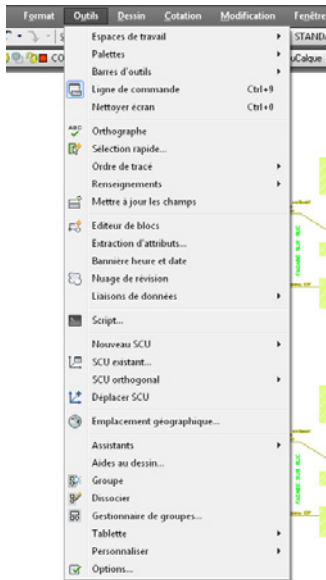 Format Outils Dessin Cotation Modification Fenêtre
STAND
CO
uCalque
Espaces de travail
Palettes
Barres d'outils
Ligne de commande Ctrl+9
Nettoyer écran Ctrl+0
ABC Orthographe
Sélection rapide...
Ordre de tracé
Renseignements
Mettre à jour les champs
Editeur de blocs
Extraction d'attributs...
Bannière heure et date
Nuage de révision
Liaisons de données
Script...
Nouveau SCU
SCU existant...
SCU orthogonal
Déplacer SCU
Emplacement géographique...
Assistants
Aides au dessin...
Groupe
Dissocier
Gestionnaire de groupes...
Tablette
Personnaliser
Options...